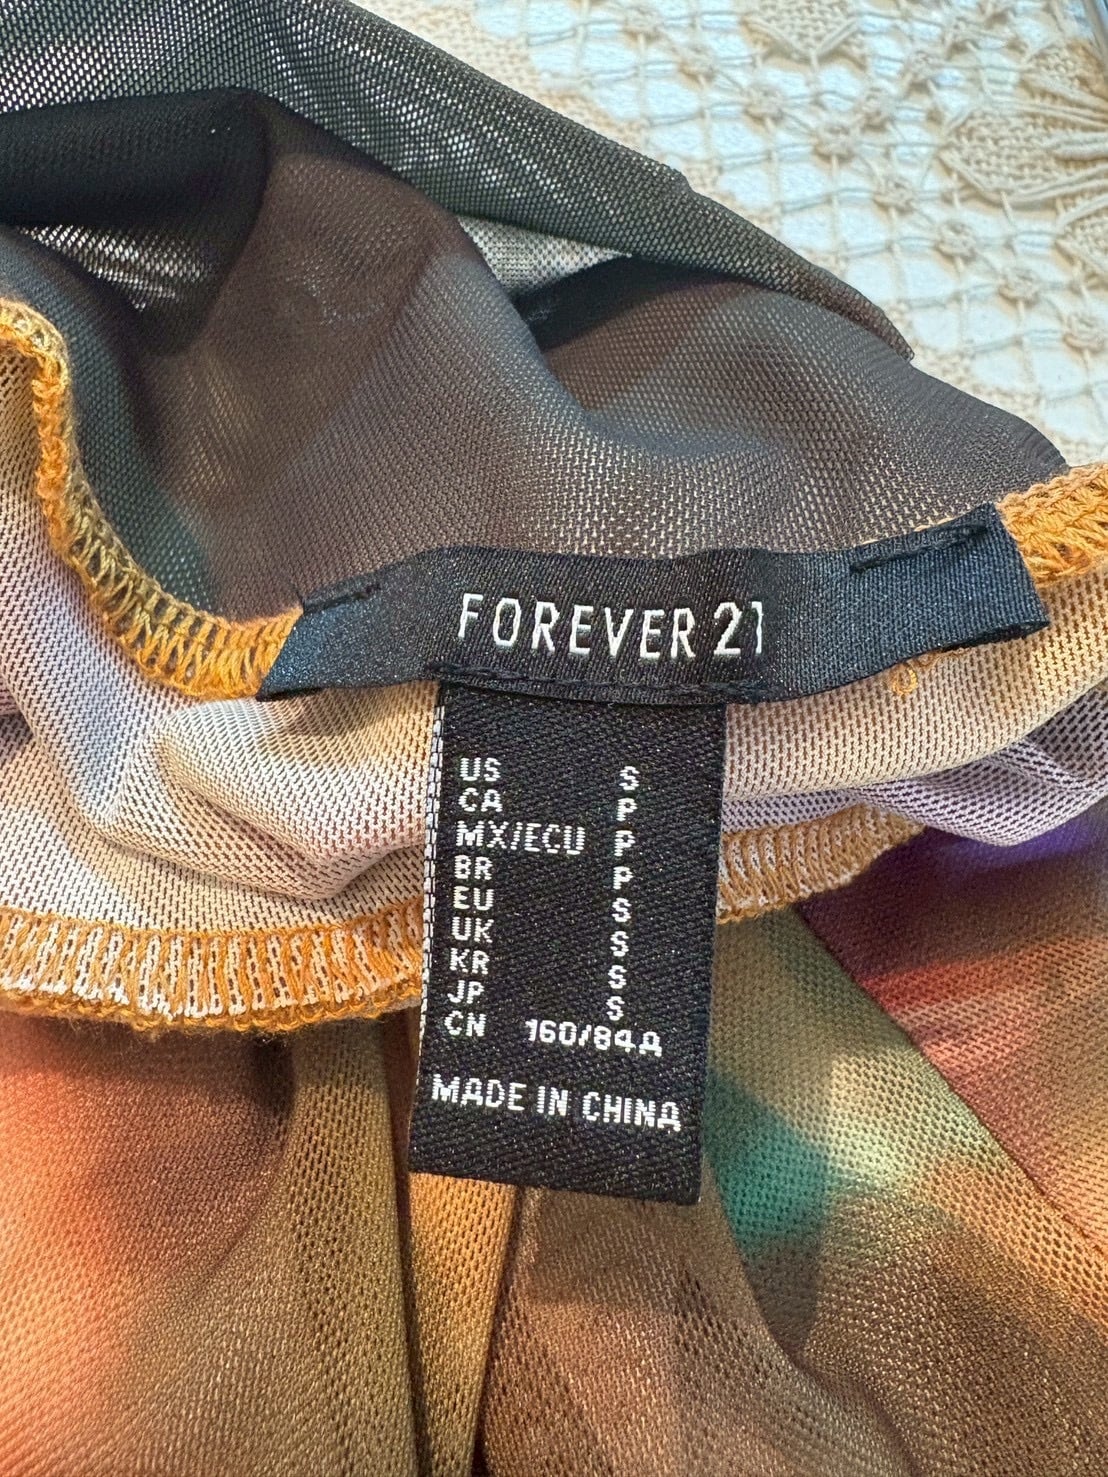 FOREVER 21
US S
CA P
MX/ECU P
BR P
EU S
UK S
KR S
JP S
CN 160/84A
MADE IN CHINA